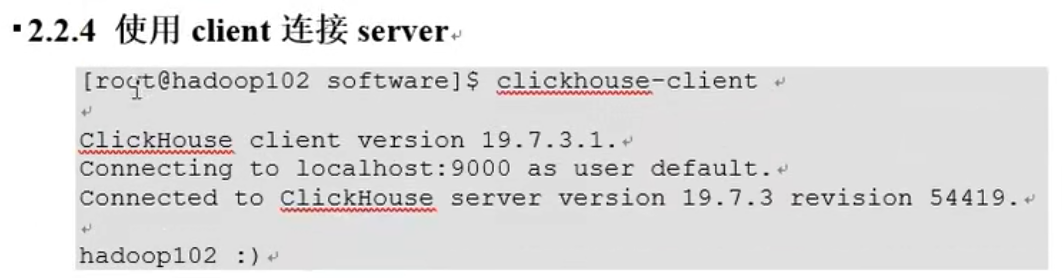 ▪2.2.4 使用 client 连接 server
[root@hadoop102 software]$ clickhouse-client
ClickHouse client version 19.7.3.1.
Connecting to localhost:9000 as user default.
Connected to ClickHouse server version 19.7.3 revision 54419.
hadoop102 :)